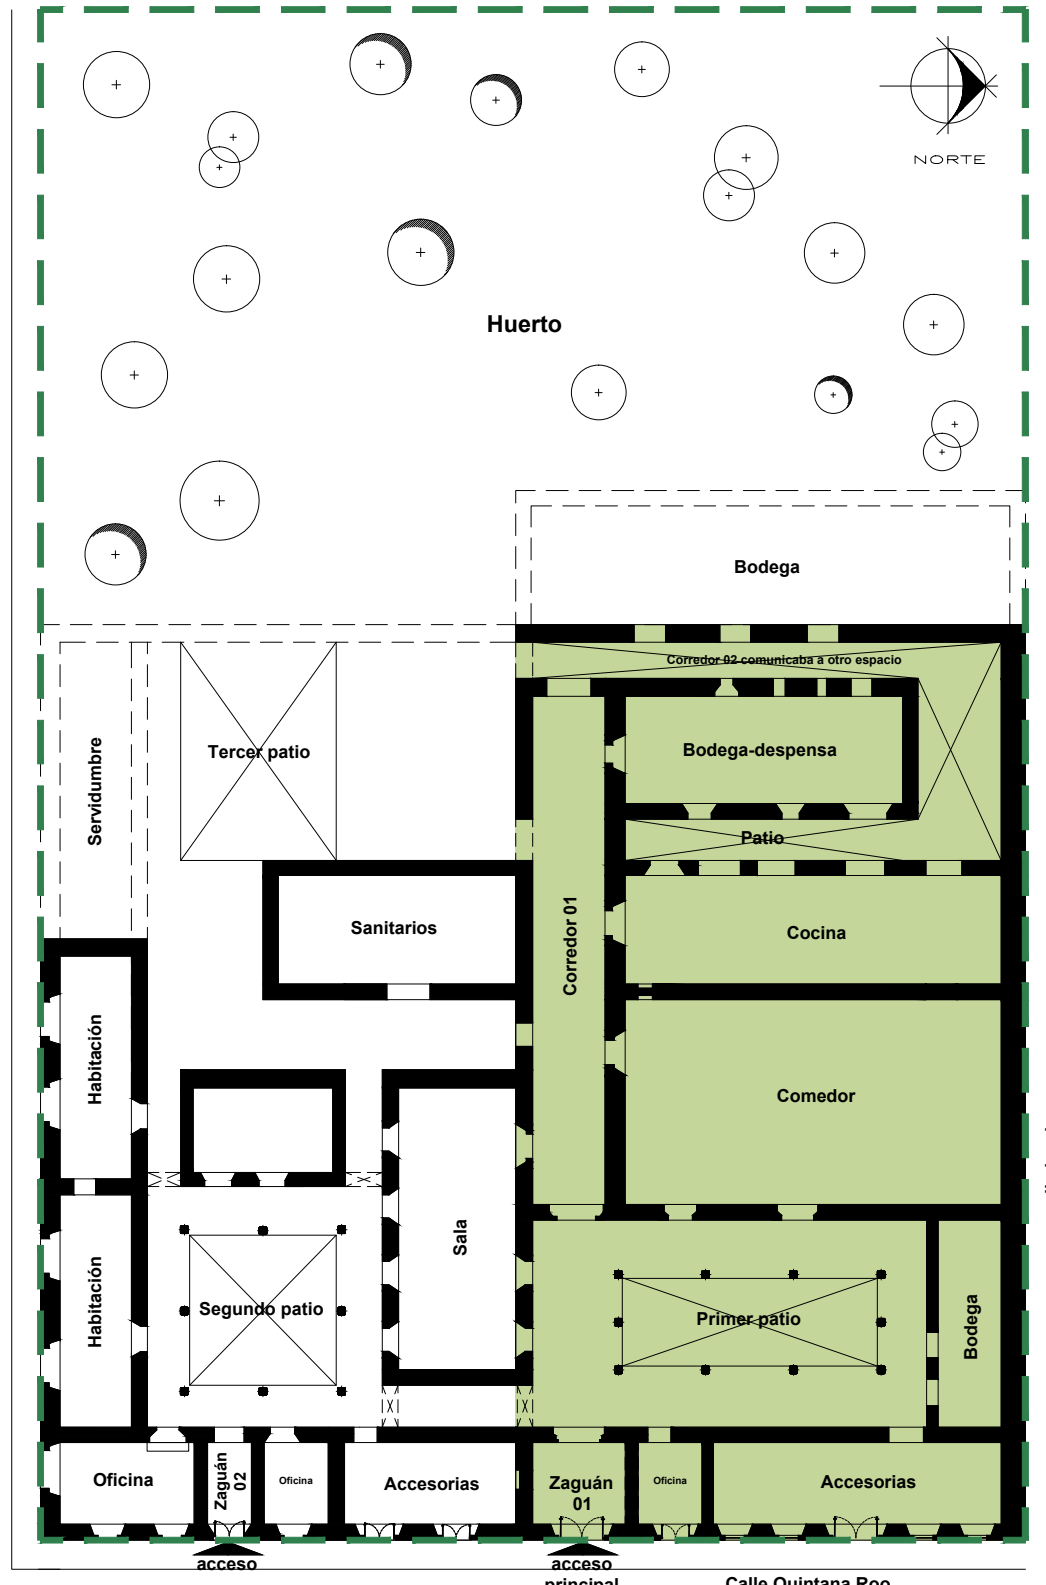 NORTE
Huerto
Bodega
Corredor 02 comunicaba a otro espacio
Tercer patio
Servidumbre
Bodega-despensa
Patio
Sanitarios
Corredor 01
Cocina
Habitación
Comedor
Habitación
Sala
Segundo patio
Primer patio
Bodega
Oficina
Zaguán
02
Oficina
Accesorias
Zaguán
01
Oficina
Accesorias
acceso
acceso
principal
Calle Quintana Roo